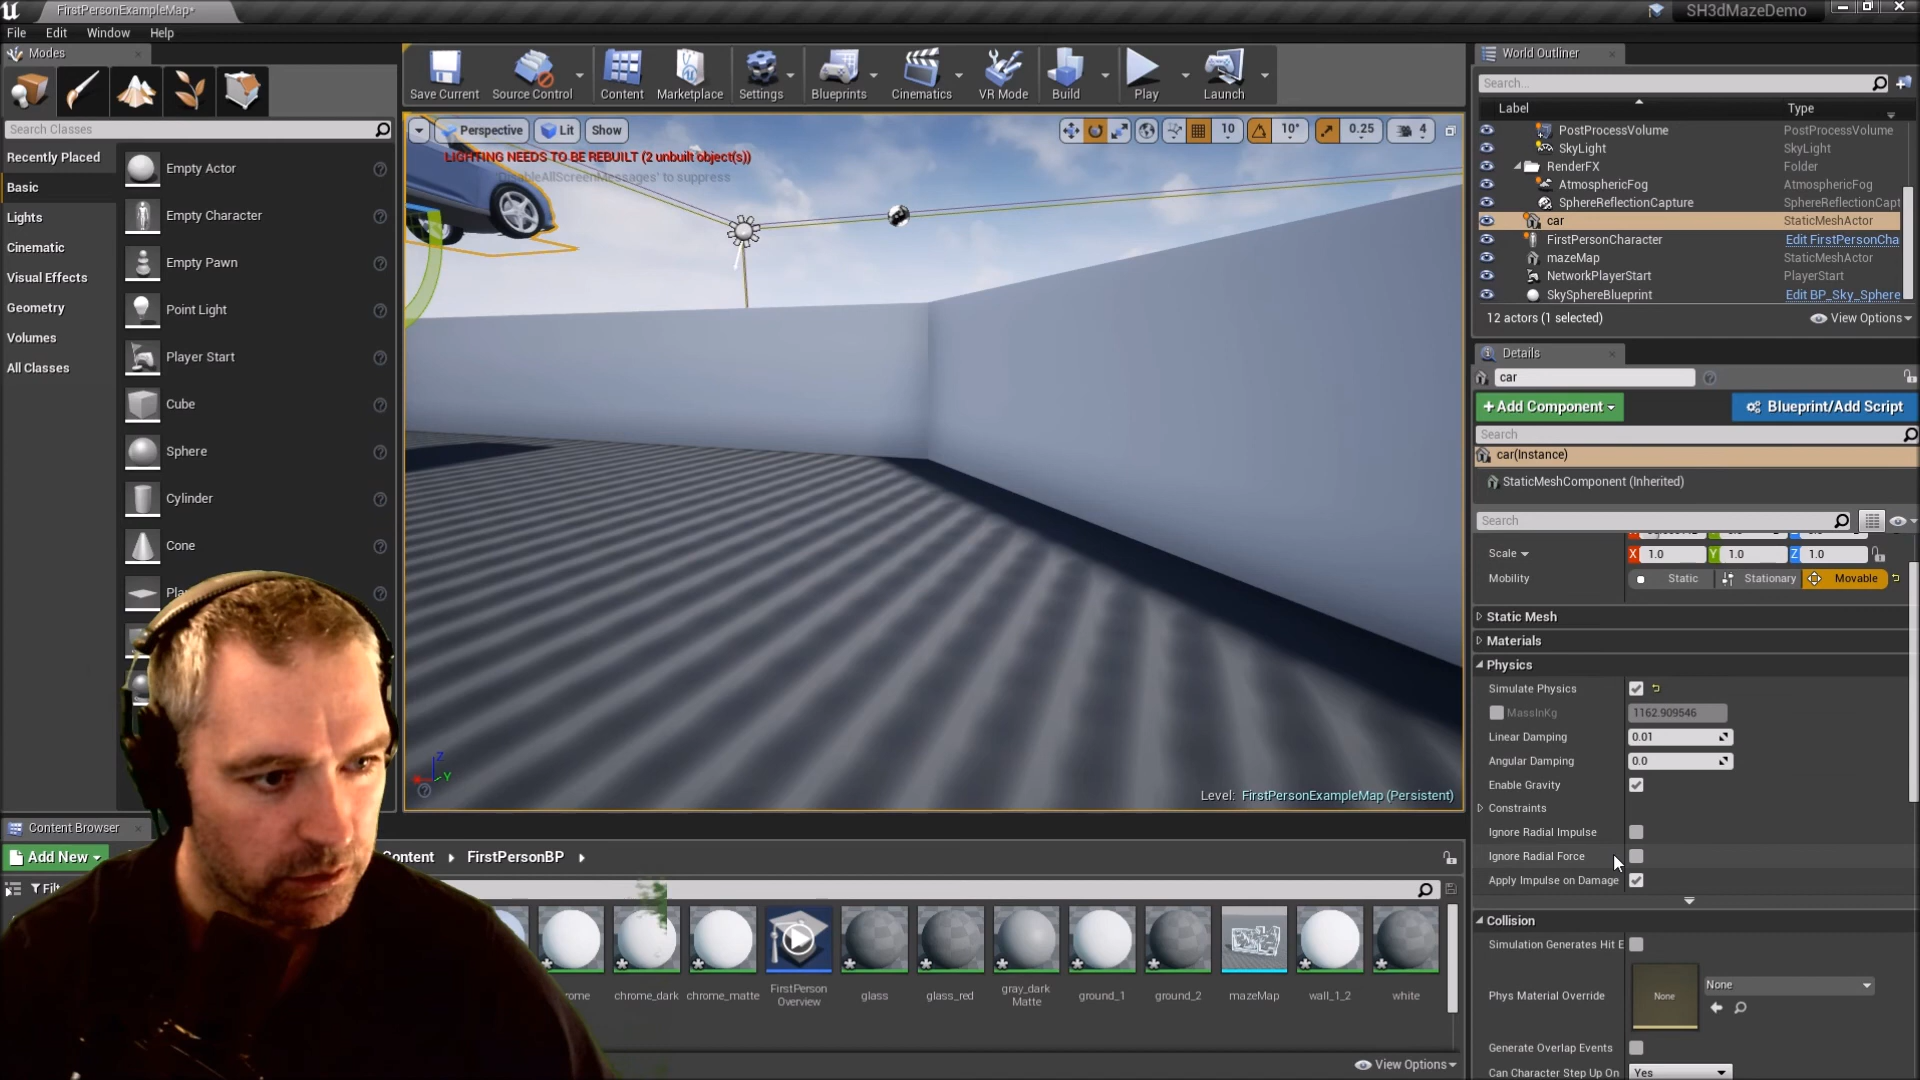 FirstPersonExampleMap*
SH3dMazeDemo
File Edit Window Help
Modes
Search Classes
Recently Placed
Basic
Lights
Cinematic
Visual Effects
Geometry
Volumes
All Classes
Empty Actor
Empty Character
Empty Pawn
Point Light
Player Start
Cube
Sphere
Cylinder
Cone
Save Current
Source Control
Content
Marketplace
Settings
Blueprints
Cinematics
VR Mode
Build
Play
Launch
Perspective Lit Show
10 10° 0.25 4
LIGHTING NEEDS TO BE REBUILT (2 unbuilt object(s))
'DisableAllScreenMessages' to suppress
Z
Y
Level: FirstPersonExampleMap (Persistent)
World Outliner
Search...
Label Type
PostProcessVolume PostProcessVolume
SkyLight SkyLight
RenderFX Folder
AtmosphericFog AtmosphericFog
SphereReflectionCapture SphereReflectionCapt
car StaticMeshActor
FirstPersonCharacter Edit FirstPersonCha
mazeMap StaticMeshActor
NetworkPlayerStart PlayerStart
SkySphereBlueprint Edit BP_Sky_Sphere
12 actors (1 selected) View Options
Details
car
+Add Component Blueprint/Add Script
Search
car(Instance)
StaticMeshComponent (Inherited)
Search
Scale X 1.0 Y 1.0 Z 1.0
Mobility Static Stationary Movable
Static Mesh
Materials
Physics
Simulate Physics
MassInKg 1162.909546
Linear Damping 0.01
Angular Damping 0.0
Enable Gravity
Constraints
Ignore Radial Impulse
Ignore Radial Force
Apply Impulse on Damage
Collision
Simulation Generates Hit E
Phys Material Override None None
Generate Overlap Events
Can Character Step Up On Yes
Content Browser
Add New
Content FirstPersonBP
chrome_dark
chrome_matte
FirstPerson
Overview
glass
glass_red
gray_dark
Matte
ground_1
ground_2
mazeMap
wall_1_2
white
View Options